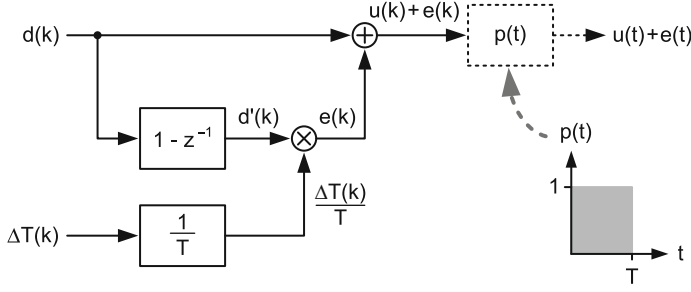 d(k)
u(k)+e(k)
p(t)
u(t)+e(t)
1 - z⁻¹
d'(k)
e(k)
p(t)
ΔT(k)
T
ΔT(k)
1
T
1
t
T